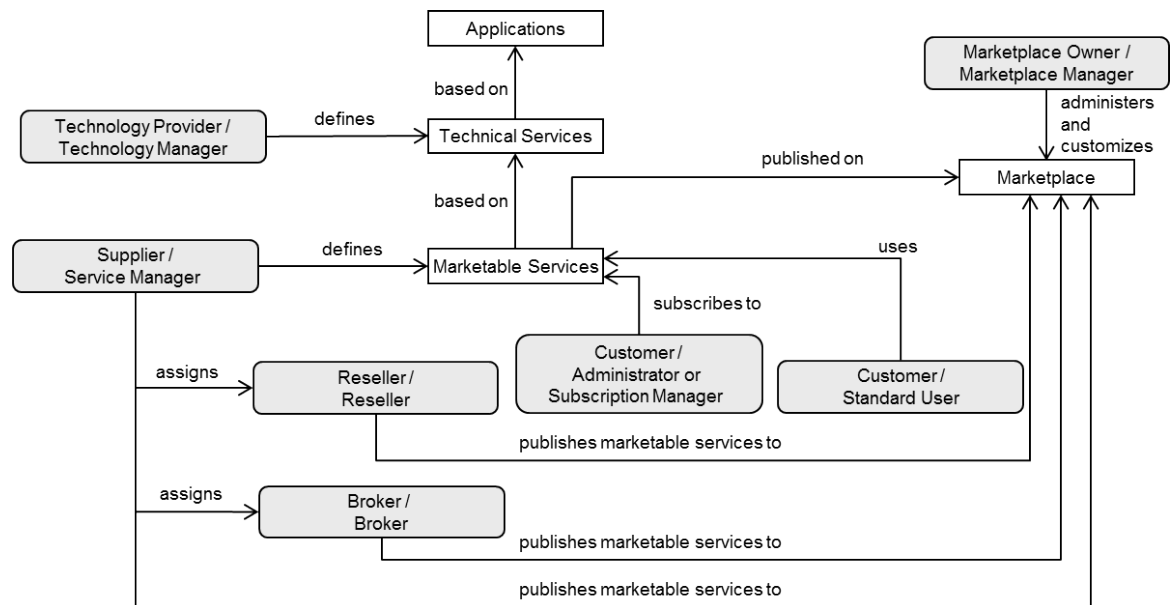 Applications
Marketplace Owner /
Marketplace Manager
based on
administers
and
customizes
Technology Provider /
Technology Manager
defines
Technical Services
published on
Marketplace
based on
Supplier /
Service Manager
defines
Marketable Services
uses
subscribes to
Customer /
Administrator or
Subscription Manager
Customer /
Standard User
assigns
Reseller /
Reseller
publishes marketable services to
assigns
Broker /
Broker
publishes marketable services to
publishes marketable services to